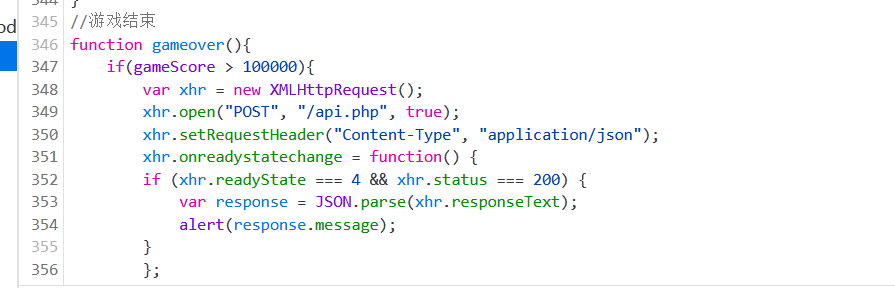 od
344 }
345 //游戏结束
346 function gameover(){
347     if(gameScore > 100000){
348         var xhr = new XMLHttpRequest();
349         xhr.open("POST", "/api.php", true);
350         xhr.setRequestHeader("Content-Type", "application/json");
351         xhr.onreadystatechange = function() {
352         if (xhr.readyState === 4 && xhr.status === 200) {
353             var response = JSON.parse(xhr.responseText);
354             alert(response.message);
355         }
356         };